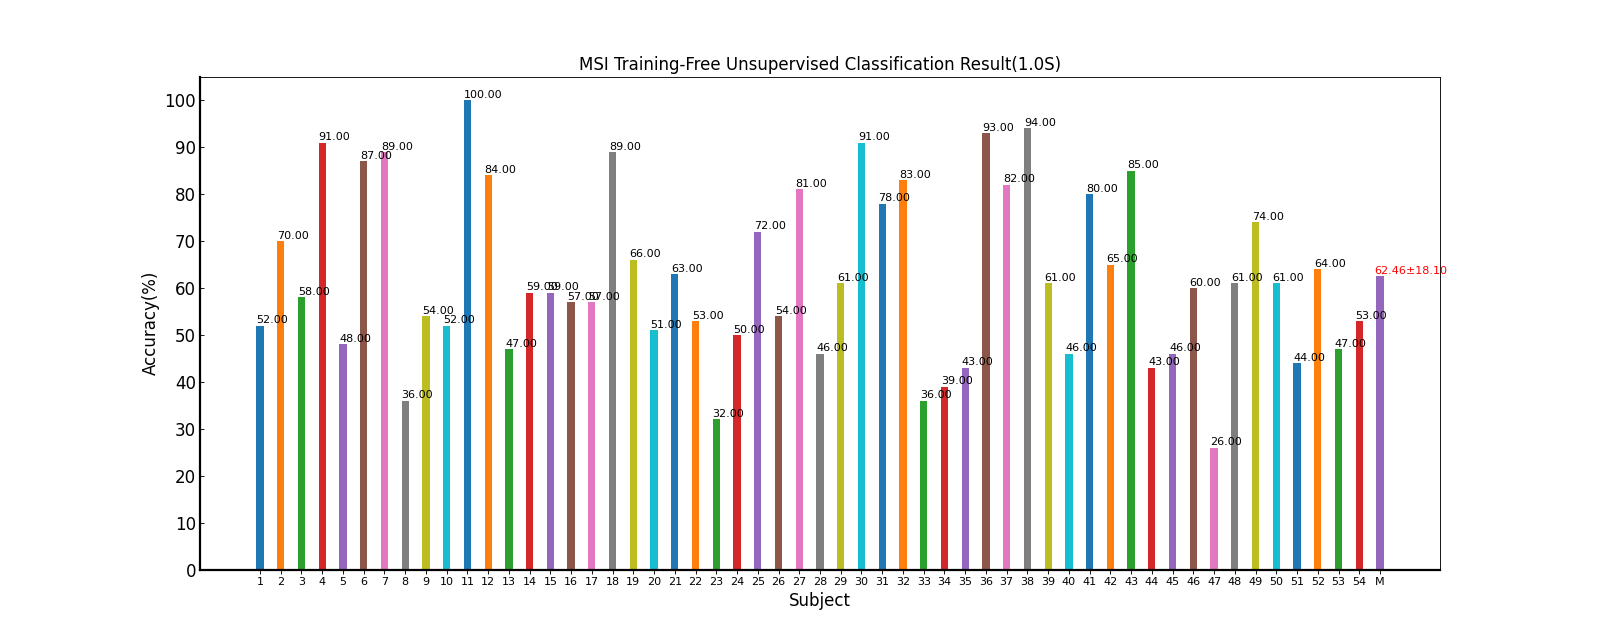 MSI Training-Free Unsupervised Classification Result(1.0S)
Accuracy(%)
100
90
80
70
60
50
40
30
20
10
0
52.00 70.00 58.00 91.00 48.00 87.00 89.00 36.00 54.00 52.00 100.00 84.00 47.00 59.00 59.00 57.00 57.00 89.00 66.00 51.00 63.00 53.00 32.00 50.00 72.00 54.00 81.00 46.00 61.00 91.00 78.00 83.00 36.00 39.00 43.00 93.00 82.00 94.00 61.00 46.00 80.00 65.00 85.00 43.00 46.00 60.00 26.00 61.00 74.00 61.00 44.00 64.00 47.00 53.00 62.46±18.10
1 2 3 4 5 6 7 8 9 10 11 12 13 14 15 16 17 18 19 20 21 22 23 24 25 26 27 28 29 30 31 32 33 34 35 36 37 38 39 40 41 42 43 44 45 46 47 48 49 50 51 52 53 54 M
Subject